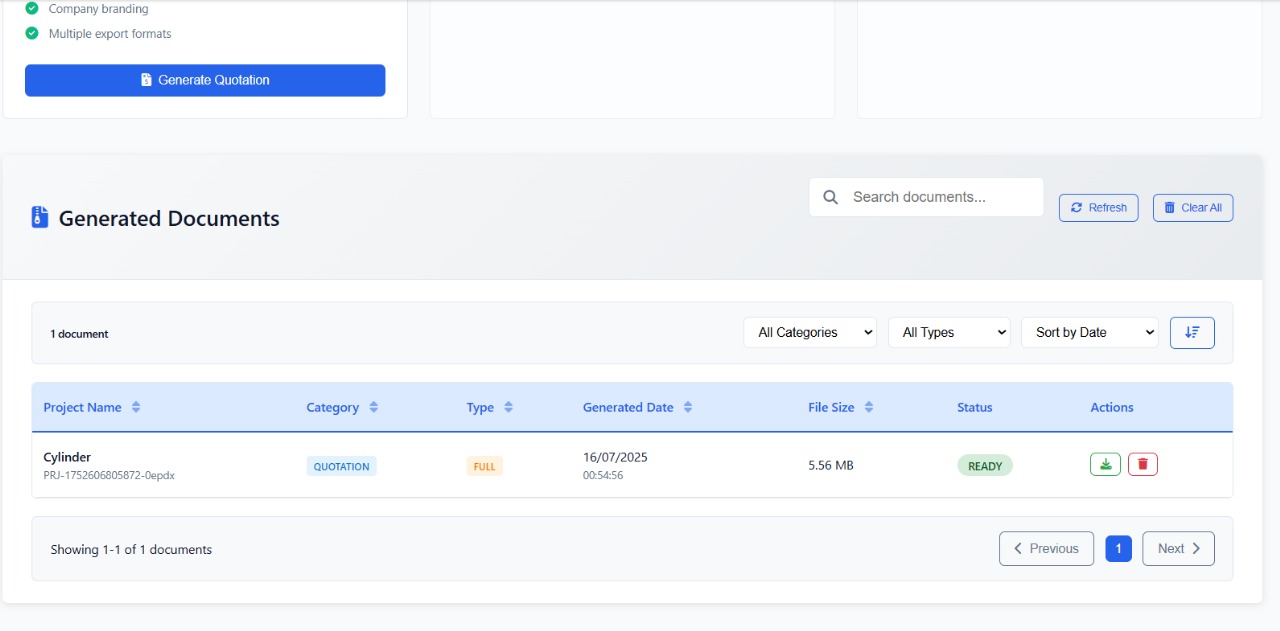 Company branding
Multiple export formats
Generate Quotation
Generated Documents
Search documents...
Refresh
Clear All
1 document
All Categories
All Types
Sort by Date
Project Name
Category
Type
Generated Date
File Size
Status
Actions
Cylinder
PRJ-1752606805872-0epdx
QUOTATION
FULL
16/07/2025
00:54:56
5.56 MB
READY
Showing 1-1 of 1 documents
Previous
1
Next